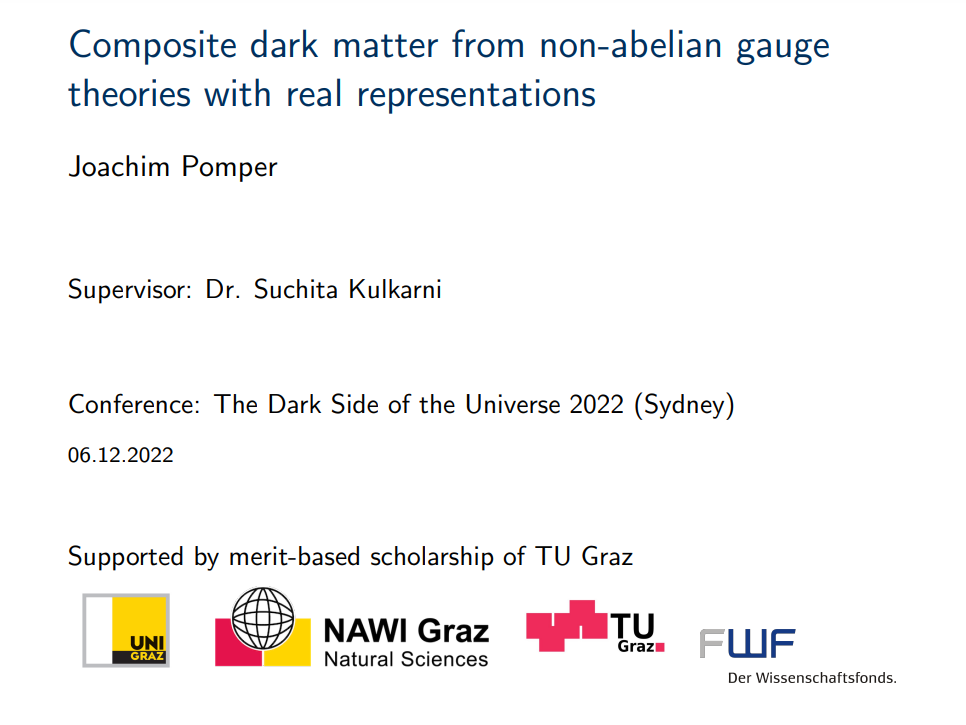 Composite dark matter from non-abelian gauge
theories with real representations
Joachim Pomper
Supervisor: Dr. Suchita Kulkarni
Conference: The Dark Side of the Universe 2022 (Sydney)
06.12.2022
Supported by merit-based scholarship of TU Graz
UNI
GRAZ
NAWI Graz
Natural Sciences
TU
Graz
FWF
Der Wissenschaftsfonds.